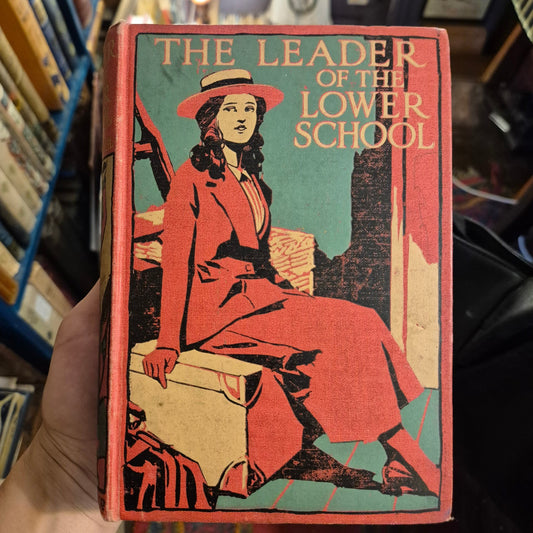 THE LEADER
OF THE
LOWER
SCHOOL